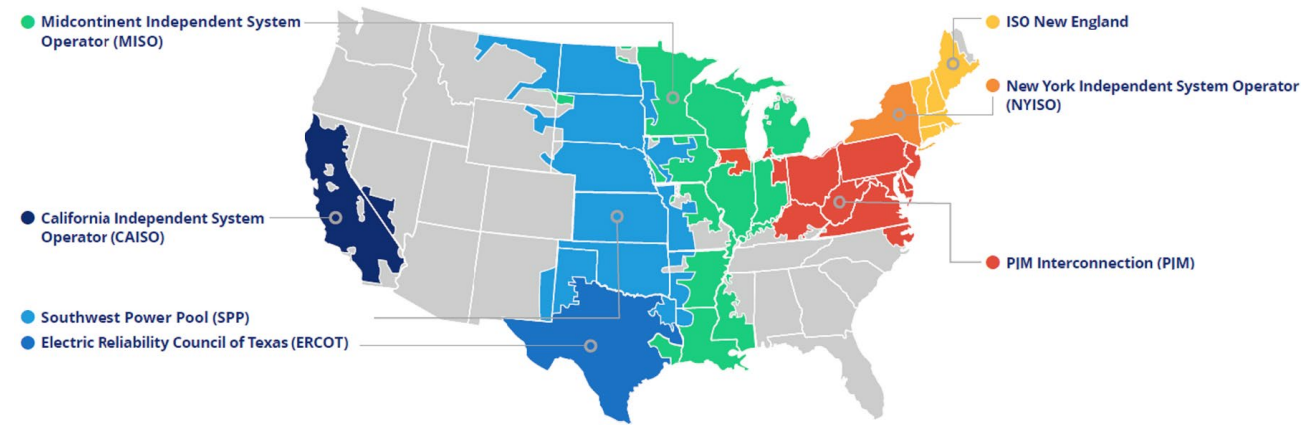 Midcontinent Independent System
Operator (MISO)
ISO New England
New York Independent System Operator
(NYISO)
California Independent System
Operator (CAISO)
PJM Interconnection (PJM)
Southwest Power Pool (SPP)
Electric Reliability Council of Texas (ERCOT)